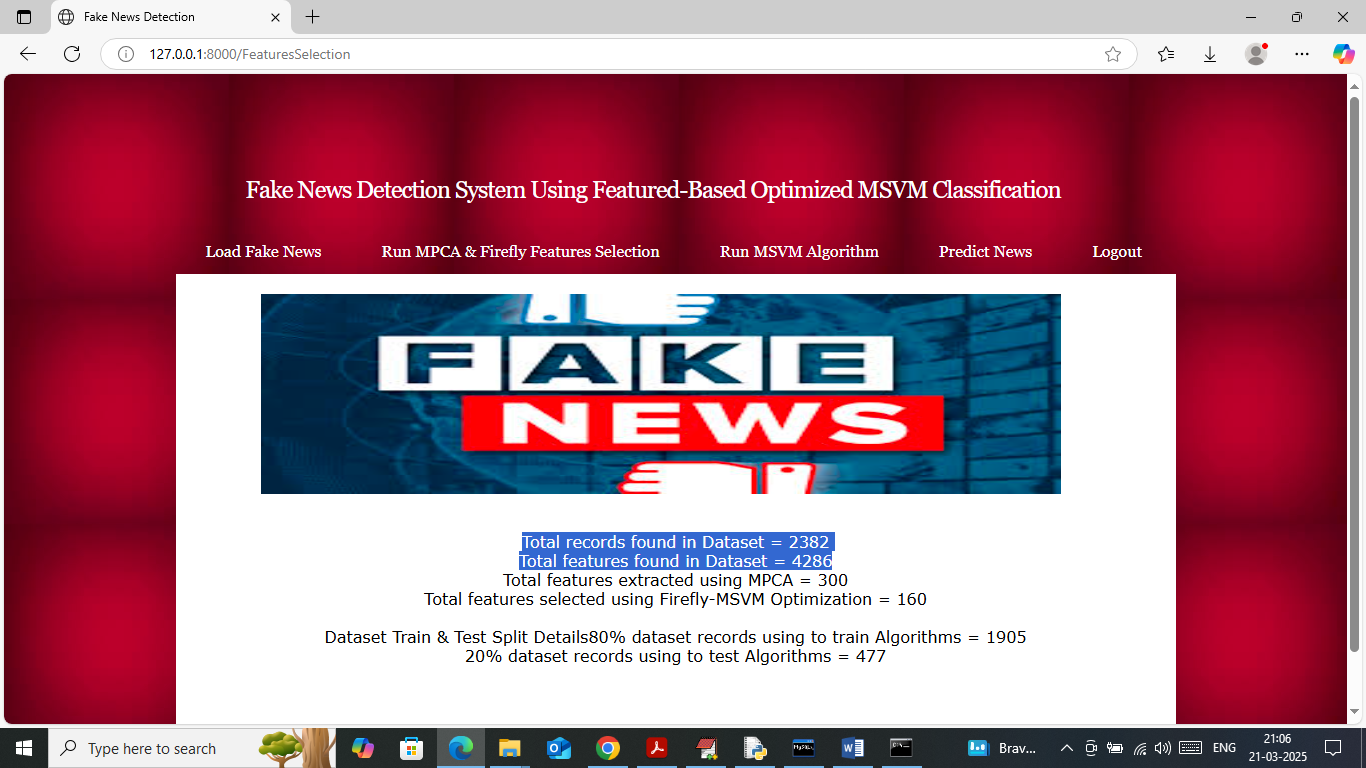 Fake News Detection
127.0.0.1:8000/FeaturesSelection
Fake News Detection System Using Featured-Based Optimized MSVM Classification
Load Fake News
Run MPCA & Firefly Features Selection
Run MSVM Algorithm
Predict News
Logout
FAKE
NEWS
Total records found in Dataset = 2382
Total features found in Dataset = 4286
Total features extracted using MPCA = 300
Total features selected using Firefly-MSVM Optimization = 160
Dataset Train & Test Split Details80% dataset records using to train Algorithms = 1905
20% dataset records using to test Algorithms = 477
Type here to search
Brav...
ENG
21:06
21-03-2025